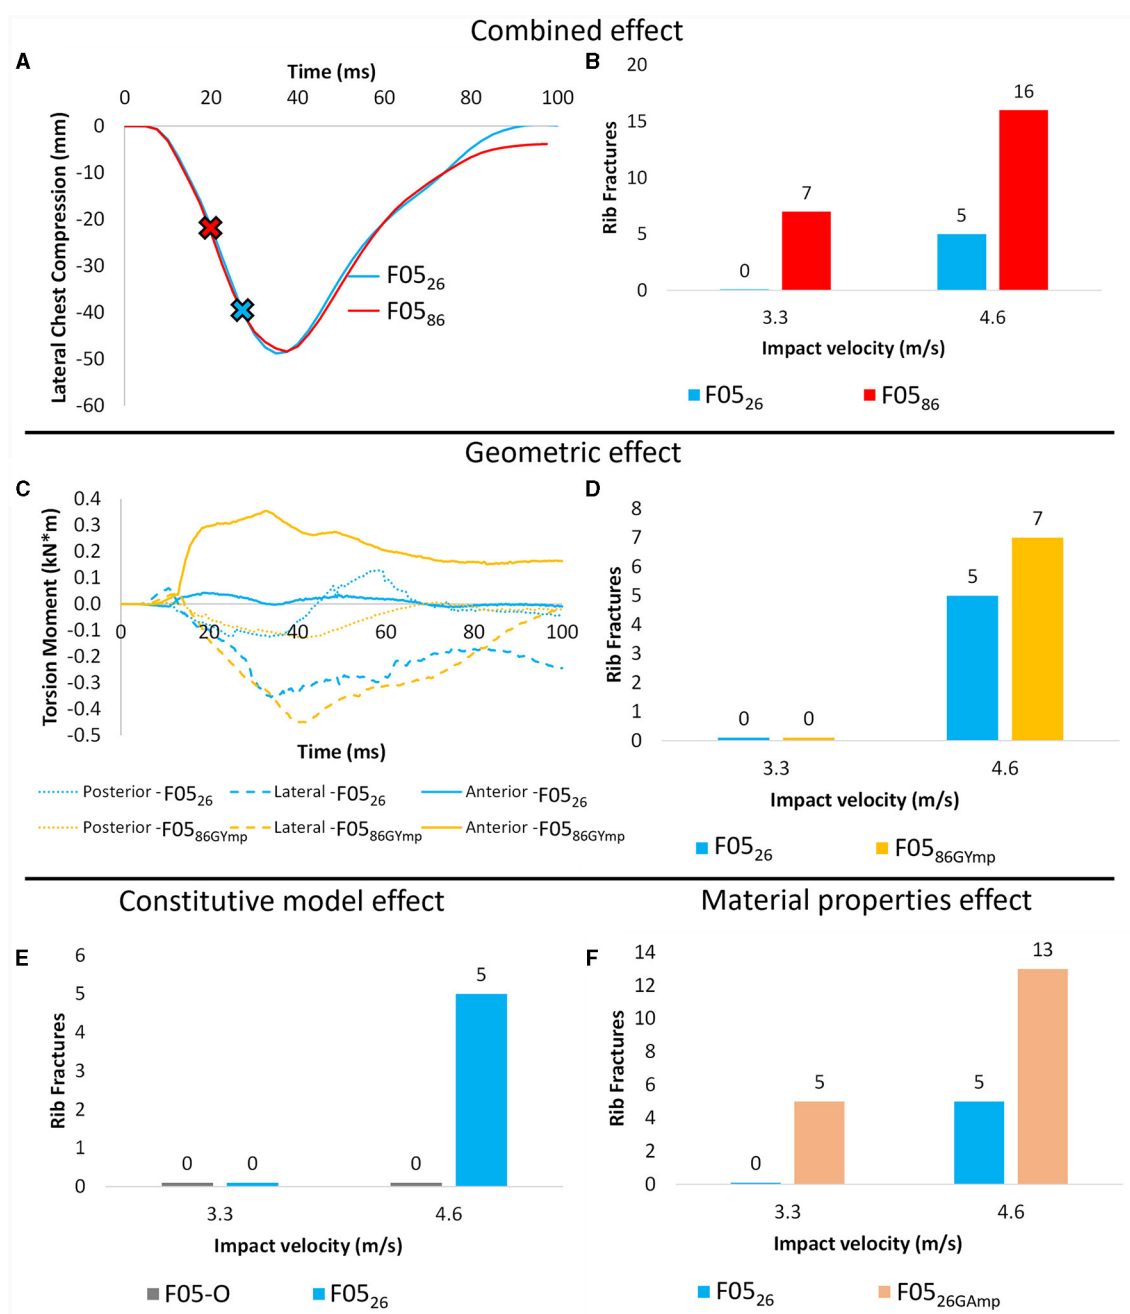 Combined effect
A
Time (ms)
0 20 40 60 80 100
Lateral Chest Compression (mm)
0
-10
-20
-30
-40
-50
-60
F05₂₆
F05₈₆
B
Rib Fractures
20
15
10
5
0
0 7 5 16
3.3 4.6
Impact velocity (m/s)
F05₂₆ F05₈₆
Geometric effect
C
Torsion Moment (kN*m)
0.4
0.3
0.2
0.1
0.0
-0.1
-0.2
-0.3
-0.4
-0.5
0 20 40 60 80 100
Time (ms)
Posterior -F05₂₆ Lateral -F05₂₆ Anterior -F05₂₆
Posterior -F05₈₆GYmp Lateral -F05₈₆GYmp Anterior -F05₈₆GYmp
D
Rib Fractures
8
7
6
5
4
3
2
1
0
0 0 5 7
3.3 4.6
Impact velocity (m/s)
F05₂₆ F05₈₆GYmp
Constitutive model effect
E
Rib Fractures
6
5
4
3
2
1
0
0 0 0 5
3.3 4.6
Impact velocity (m/s)
F05-O F05₂₆
Material properties effect
F
Rib Fractures
14
12
10
8
6
4
2
0
0 5 5 13
3.3 4.6
Impact velocity (m/s)
F05₂₆ F05₂₆GAmp